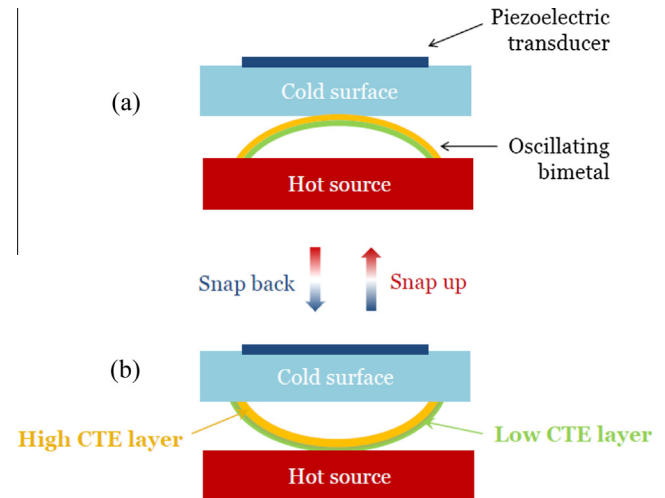 Piezoelectric
transducer
(a)
Cold surface
Oscillating
bimetal
Hot source
Snap back
Snap up
(b)
Cold surface
High CTE layer
Low CTE layer
Hot source